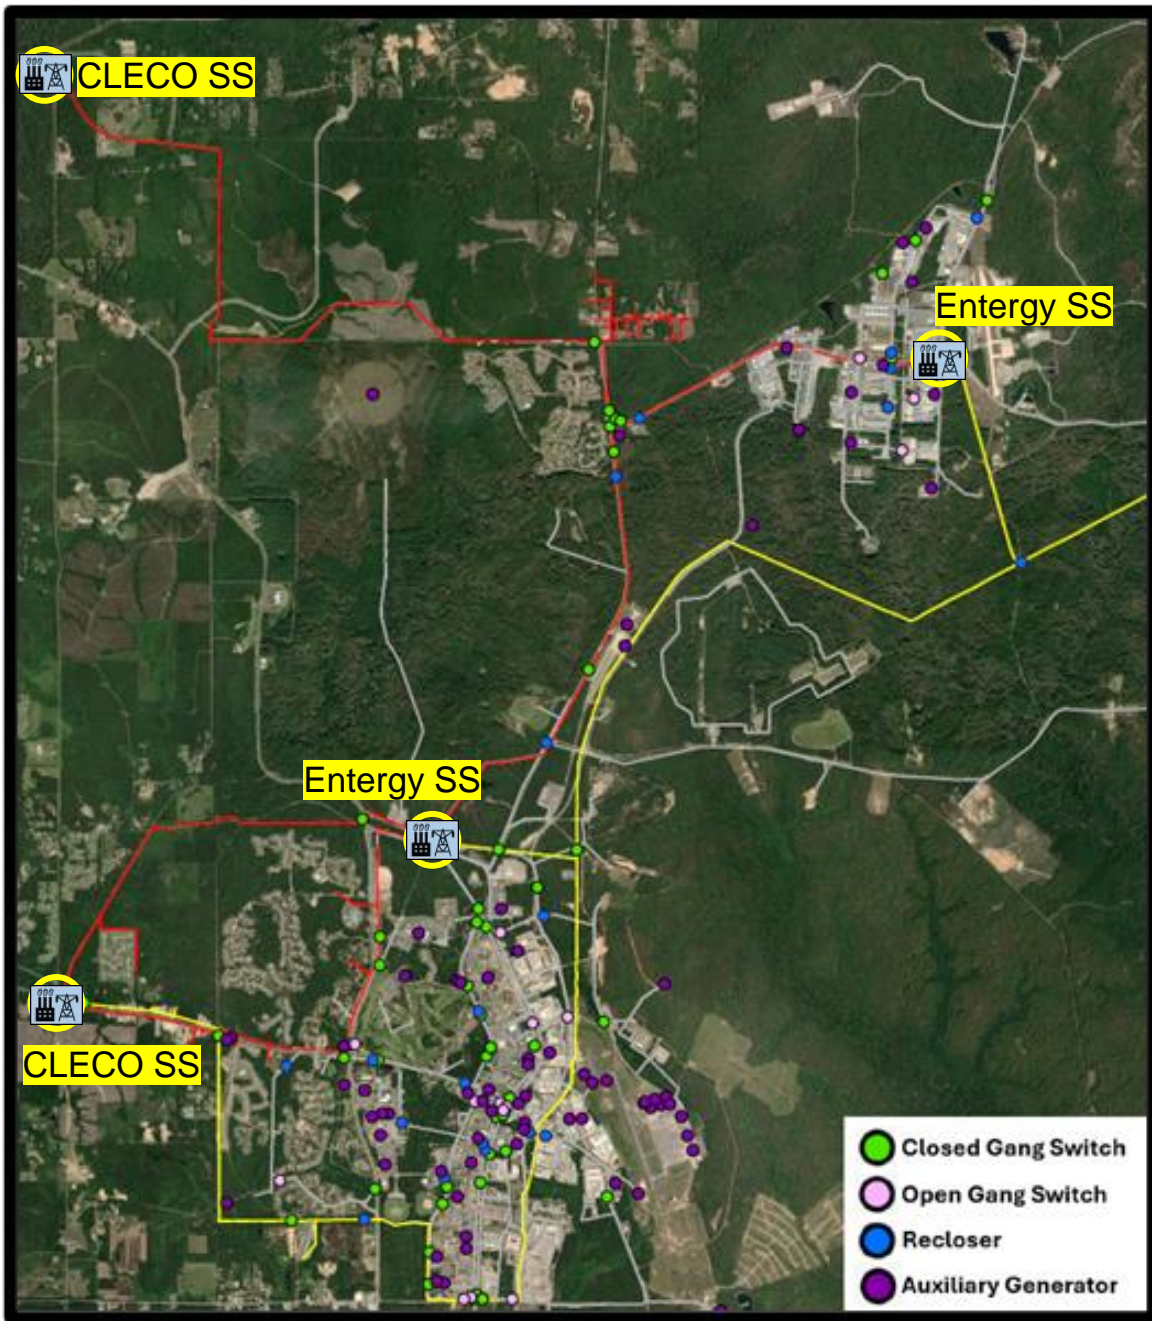 CLECO SS
Entergy SS
Entergy SS
CLECO SS
Closed Gang Switch
Open Gang Switch
Recloser
Auxiliary Generator